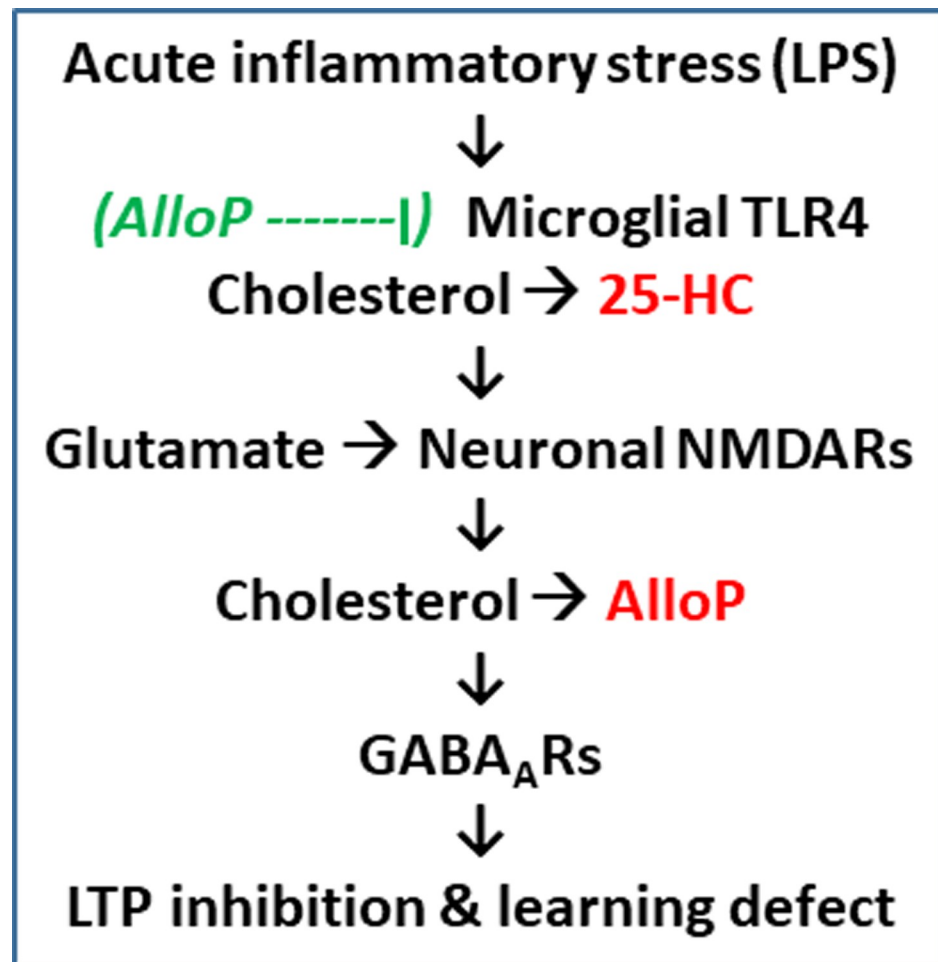 Acute inflammatory stress (LPS)
↓
(AlloP -------|) Microglial TLR4
Cholesterol → 25-HC
↓
Glutamate → Neuronal NMDARs
↓
Cholesterol → AlloP
↓
GABAARs
↓
LTP inhibition & learning defect